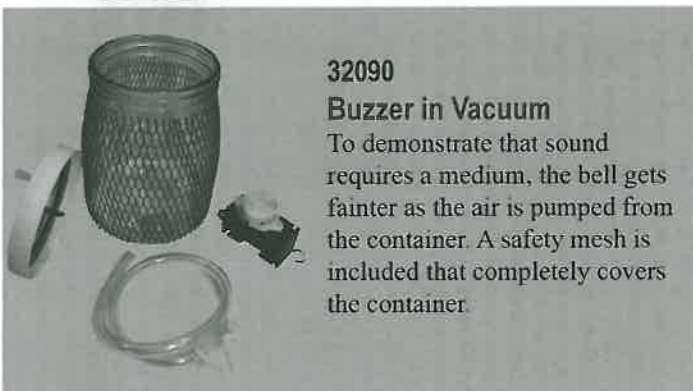 32090
Buzzer in Vacuum
To demonstrate that sound
requires a medium, the bell gets
fainter as the air is pumped from
the container. A safety mesh is
included that completely covers
the container.